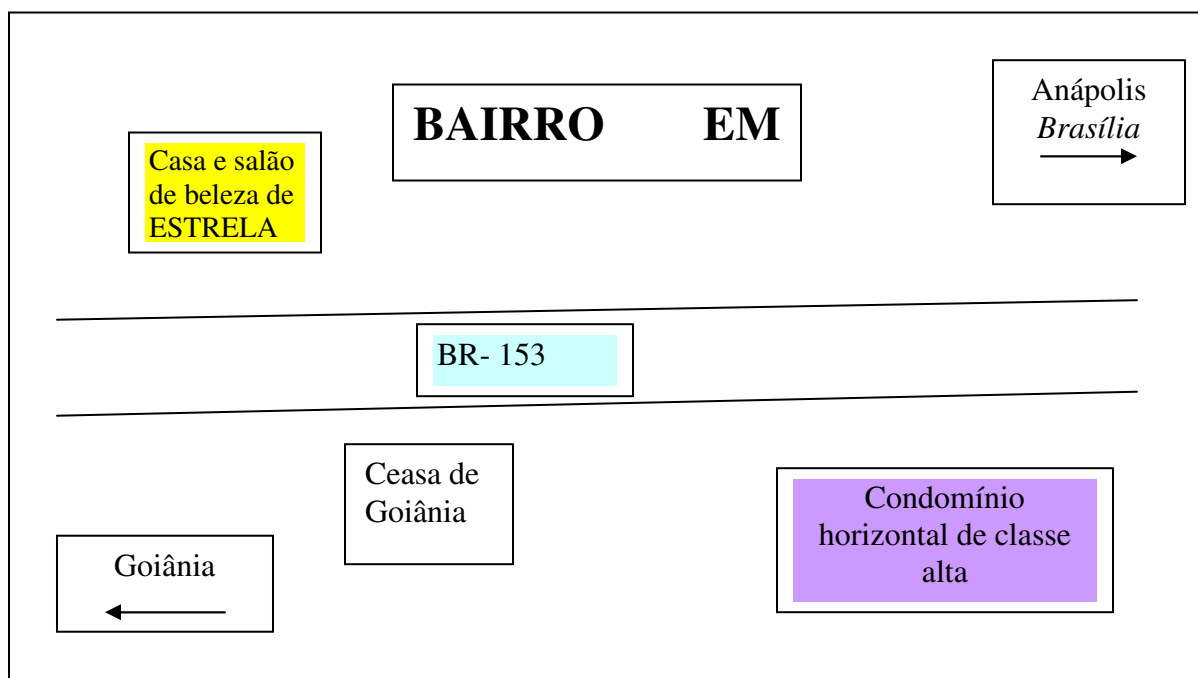 BAIRRO EM
Anápolis
Brasília
Casa e salão
de beleza de
ESTRELA
BR- 153
Ceasa de
Goiânia
Condomínio
horizontal de classe
alta
Goiânia